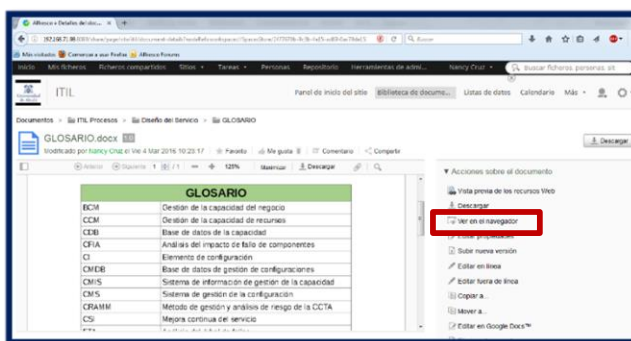 Alfresco » Detalles del doc...
Buscar
Más visitados Comenzar a usar Firefox Alfresco Forums
Inicio Mis ficheros Ficheros compartidos Sitios Tareas Personas Repositorio Herramientas de admi... Nancy Cruz Buscar ficheros, personas, sit
ITIL Panel de inicio del sitio Biblioteca de docume... Listas de datos Calendario Más
Documentos > ITIL Procesos > Diseño del Servicio > GLOSARIO
GLOSARIO.docx 1.0
Modificado por Nancy Cruz el Vie 4 Mar 2016 10:23:17 Favorito Me gusta Comentario Compartir
Descargar
Anterior Siguiente 1 / 1 125% Maximizar Descargar
GLOSARIO
BCM Gestión de la capacidad del negocio
CCM Gestión de la capacidad de recursos
CDB Base de datos de la capacidad
CFIA Análisis del impacto de fallo de componentes
CI Elemento de configuración
CMDB Base de datos de gestión de configuraciones
CMIS Sistema de información de gestión de la capacidad
CMS Sistema de gestión de la configuración
CRAMM Método de gestión y análisis de riesgo de la CCTA
CSI Mejora continua del servicio
Acciones sobre el documento
Vista previa de los recursos Web
Descargar
Ver en el navegador
Editar propiedades
Subir nueva versión
Editar en línea
Editar fuera de línea
Copiar a...
Mover a...
Editar en Google Docs™